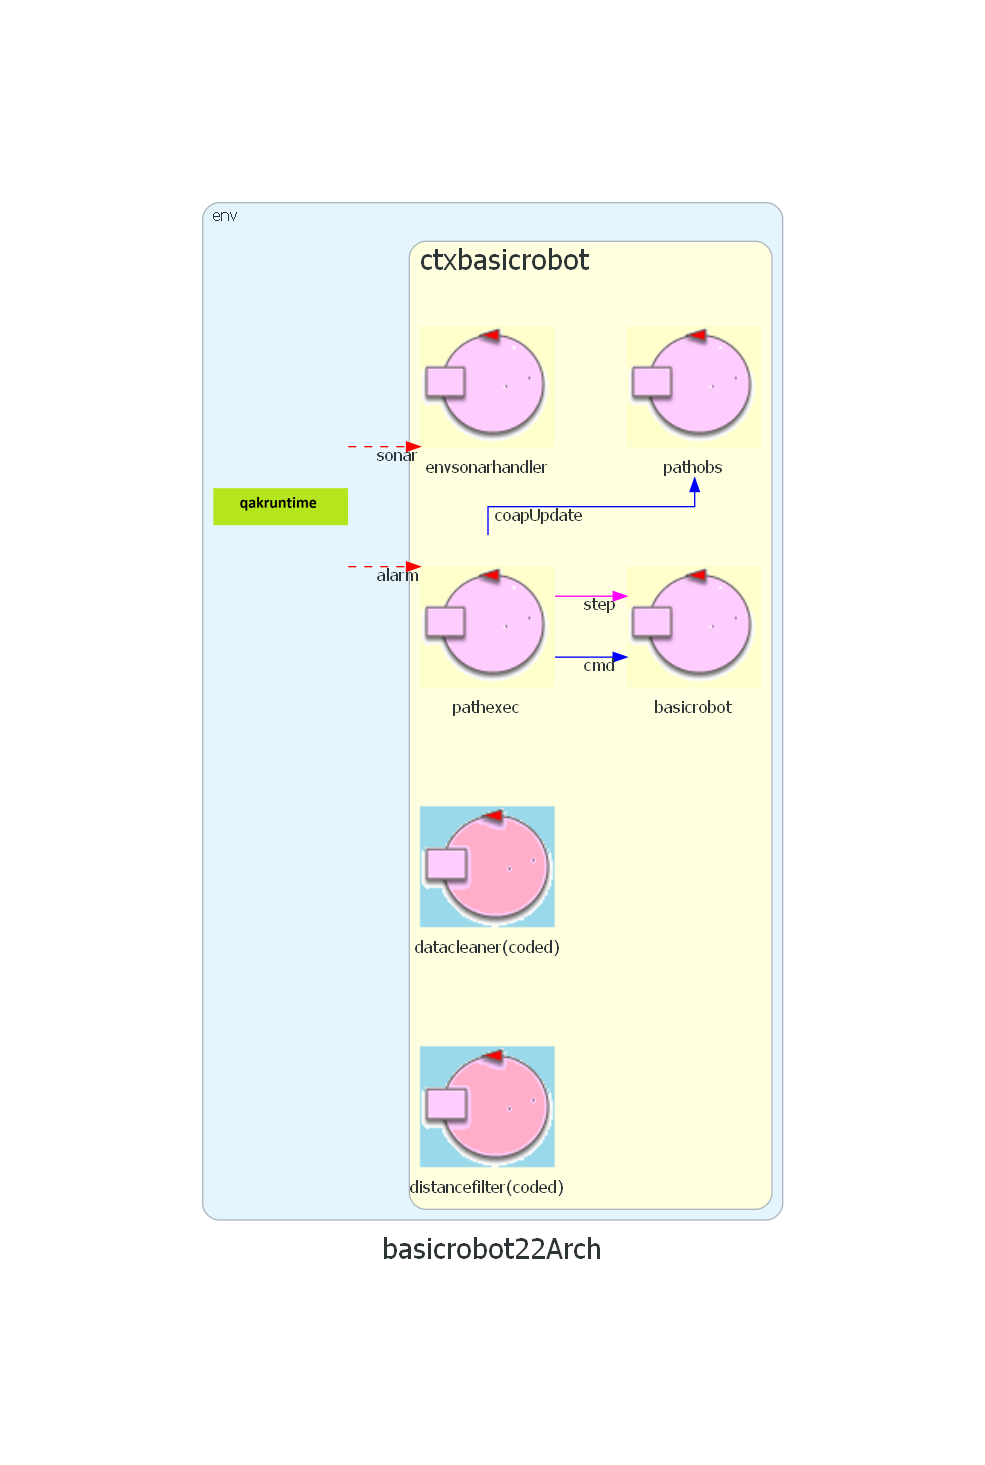 env
ctxbasicrobot
sonar
envsonarhandler
pathobs
qakruntime
coapUpdate
alarm
step
cmd
pathexec
basicrobot
datacleaner(coded)
distancefilter(coded)
basicrobot22Arch